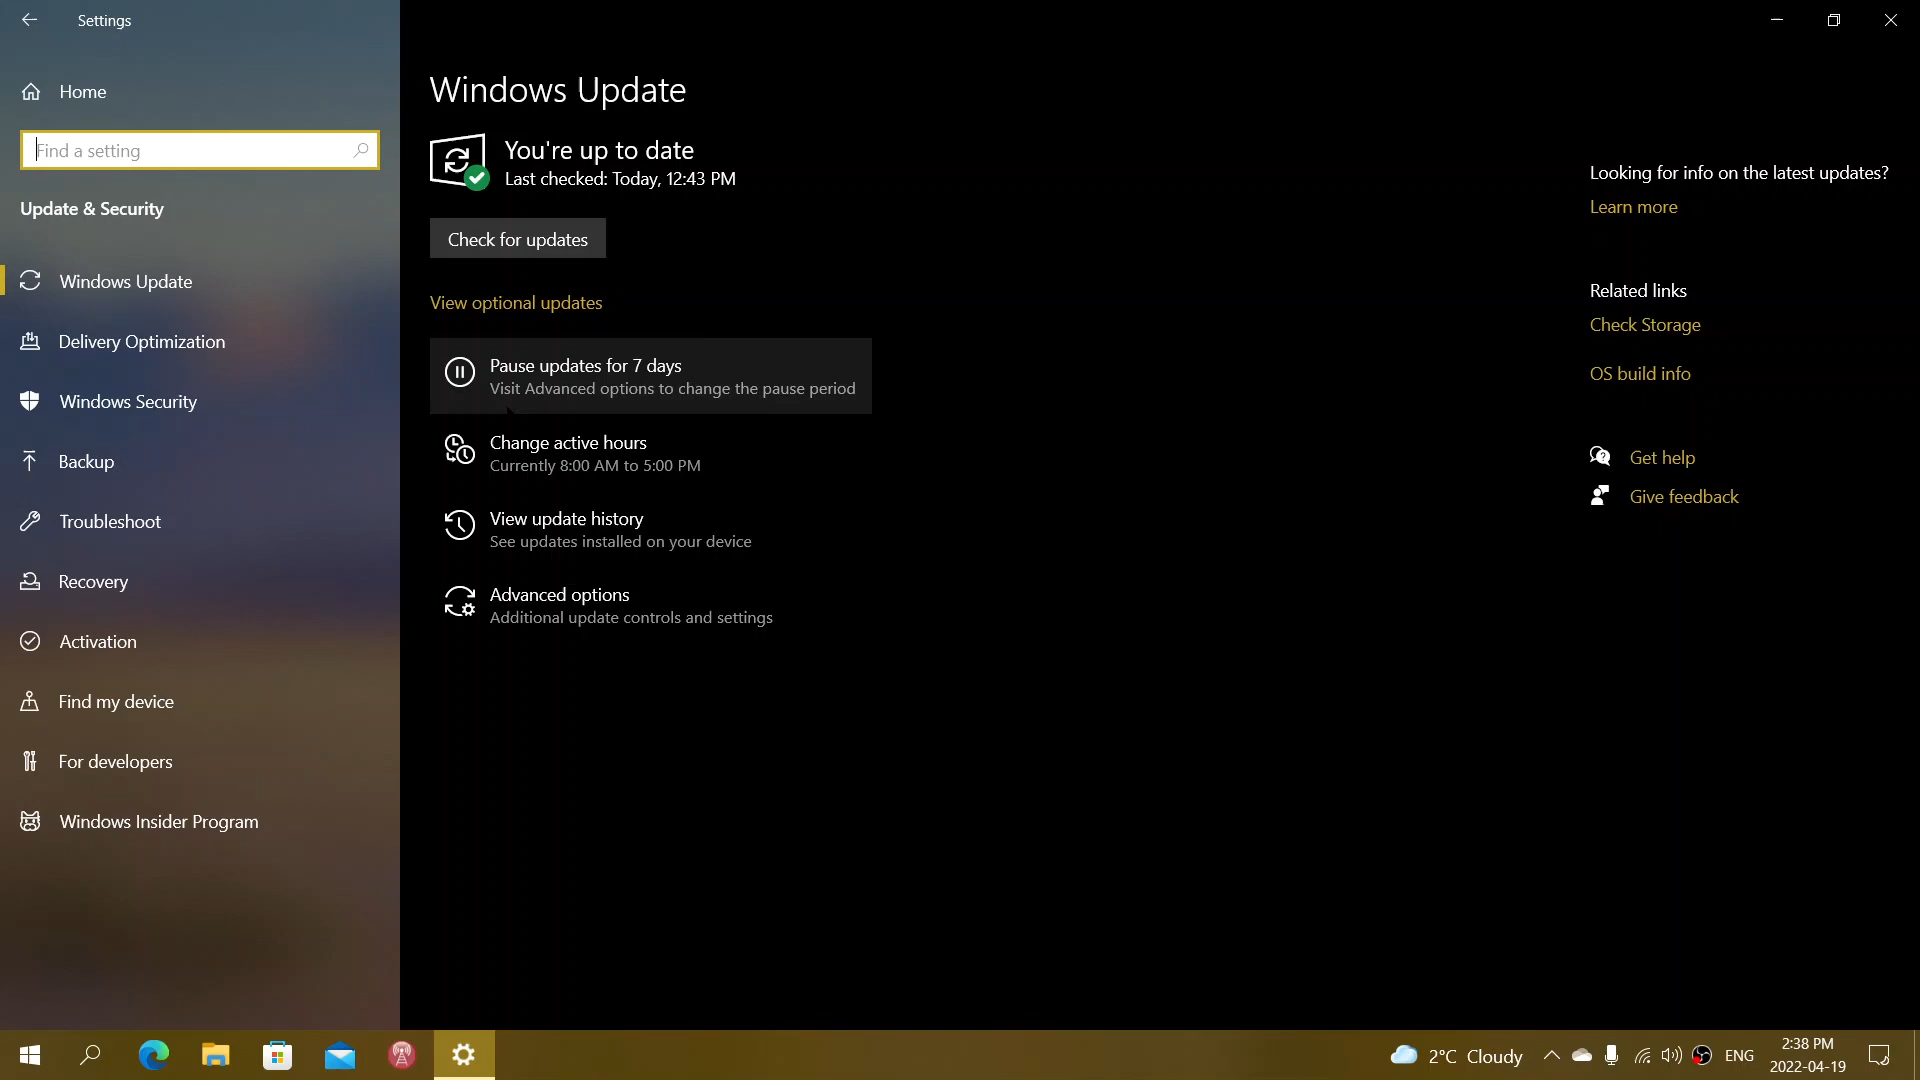 Settings
Home
Find a setting
Update & Security
Windows Update
Delivery Optimization
Windows Security
Backup
Troubleshoot
Recovery
Activation
Find my device
For developers
Windows Insider Program
Windows Update
You're up to date
Last checked: Today, 12:43 PM
Check for updates
View optional updates
Pause updates for 7 days
Visit Advanced options to change the pause period
Change active hours
Currently 8:00 AM to 5:00 PM
View update history
See updates installed on your device
Advanced options
Additional update controls and settings
Looking for info on the latest updates?
Learn more
Related links
Check Storage
OS build info
Get help
Give feedback
2°C Cloudy
ENG
2:38 PM
2022-04-19